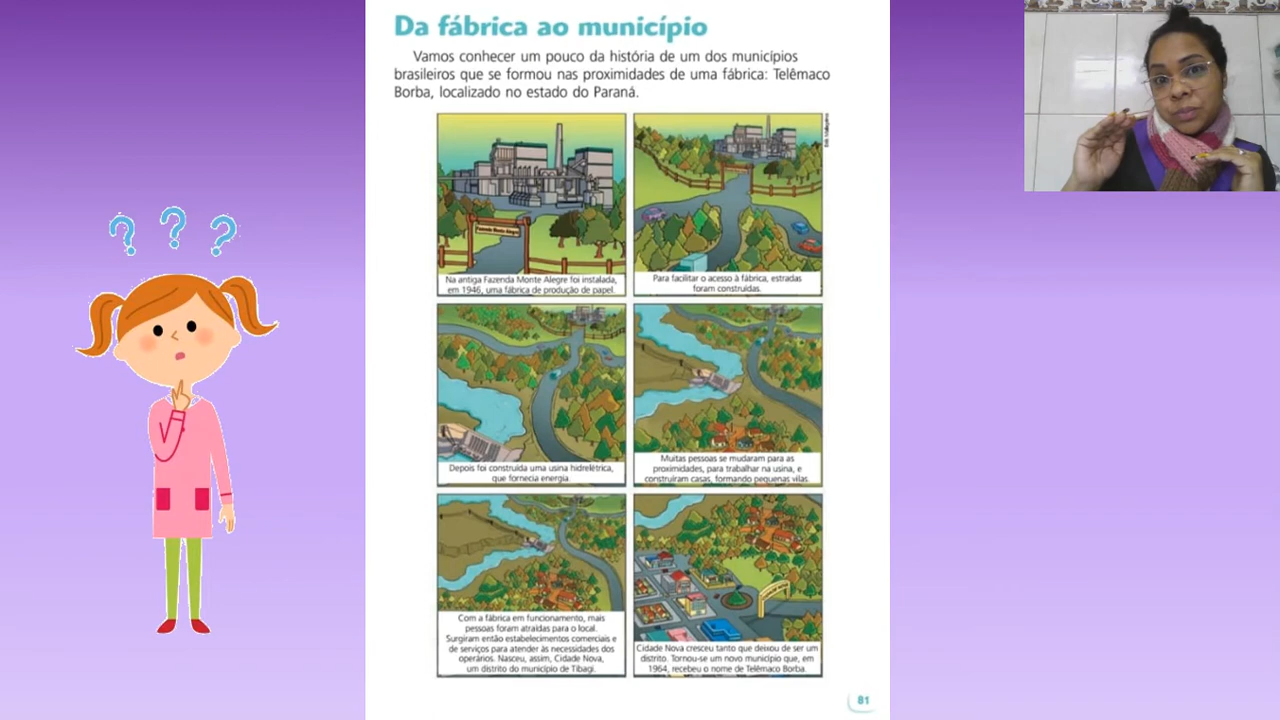 Da fábrica ao município
Vamos conhecer um pouco da história de um dos municípios
brasileiros que se formou nas proximidades de uma fábrica: Telêmaco
Borba, localizado no estado do Paraná.
Fazenda Monte Alegre
Na antiga Fazenda Monte Alegre foi instalada,
em 1946, uma fábrica de produção de papel.
Para facilitar o acesso à fábrica, estradas
foram construídas.
Depois foi construída uma usina hidrelétrica,
que fornecia energia.
Muitas pessoas se mudaram para as
proximidades, para trabalhar na usina, e
construíram casas, formando pequenas vilas.
Com a fábrica em funcionamento, mais
pessoas foram atraídas para o local.
Surgiram então estabelecimentos comerciais e
de serviços para atender às necessidades dos
operários. Nasceu, assim, Cidade Nova,
um distrito do município de Tibagi.
Cidade Nova cresceu tanto que deixou de ser um
distrito. Tornou-se um novo município que, em
1964, recebeu o nome de Telêmaco Borba.
81
? ? ?